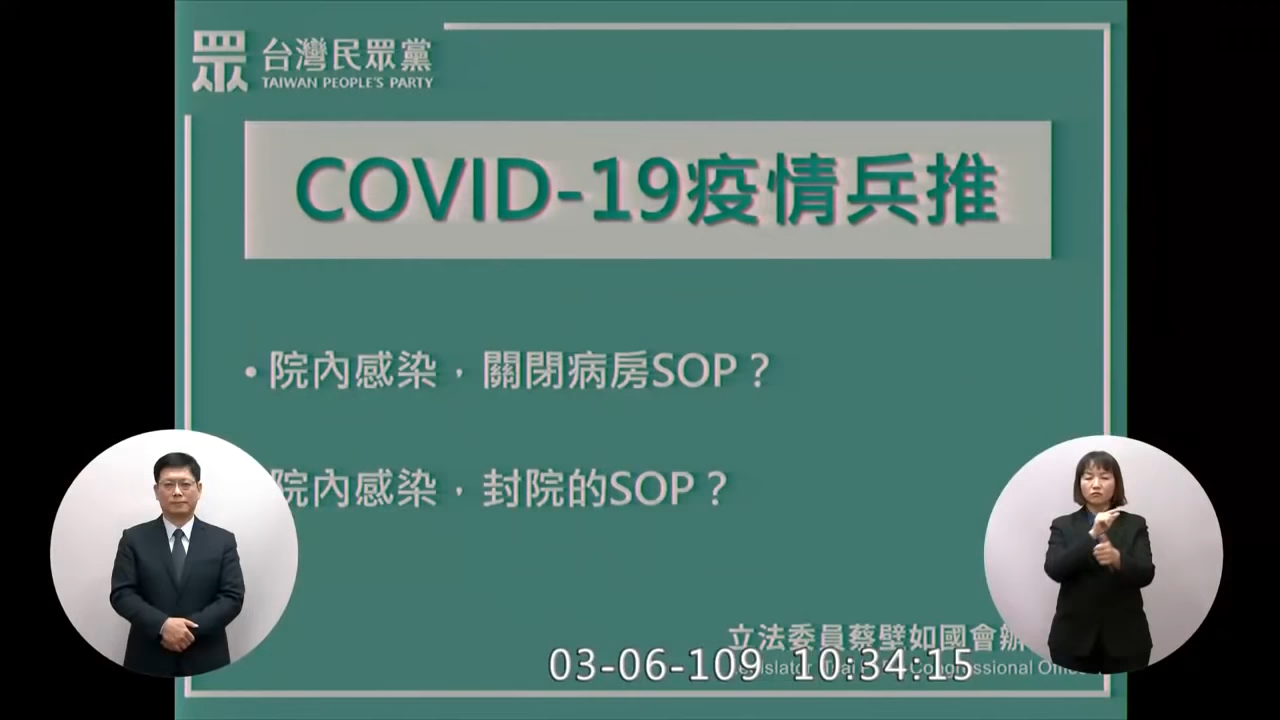 台灣民眾黨
TAIWAN PEOPLE'S PARTY
COVID-19疫情兵推
• 院內感染，關閉病房SOP？
院內感染，封院的SOP？
立法委員蔡壁如國會辦
Congressional
03-06-109 10:34:15